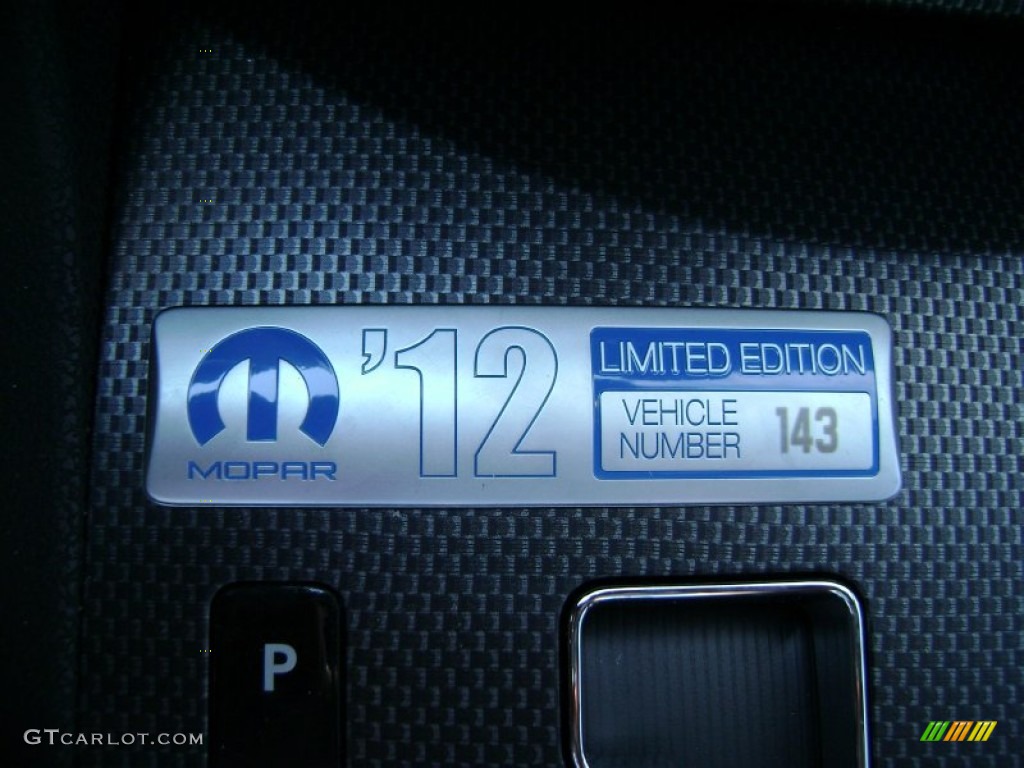 MOPAR
'12
LIMITED EDITION
VEHICLE
NUMBER
143
P
GTCARLOT.COM